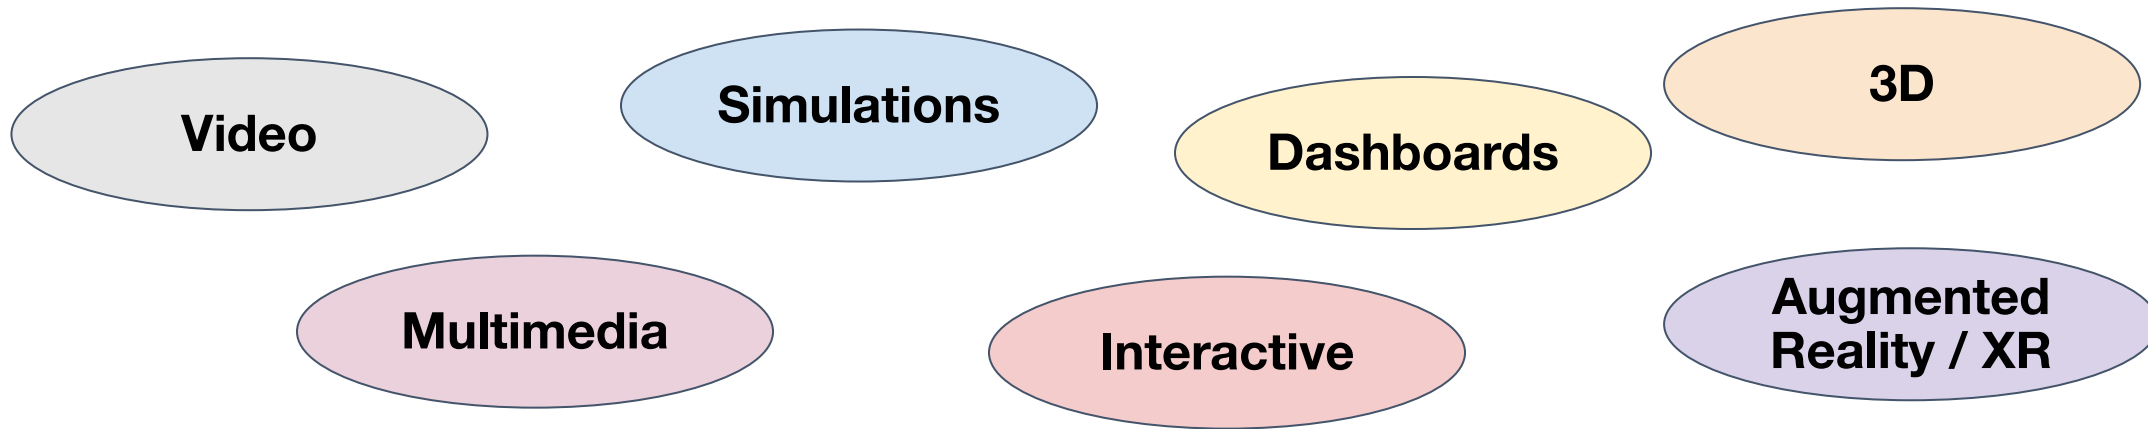 Video
Simulations
Dashboards
3D
Multimedia
Interactive
Augmented
Reality / XR